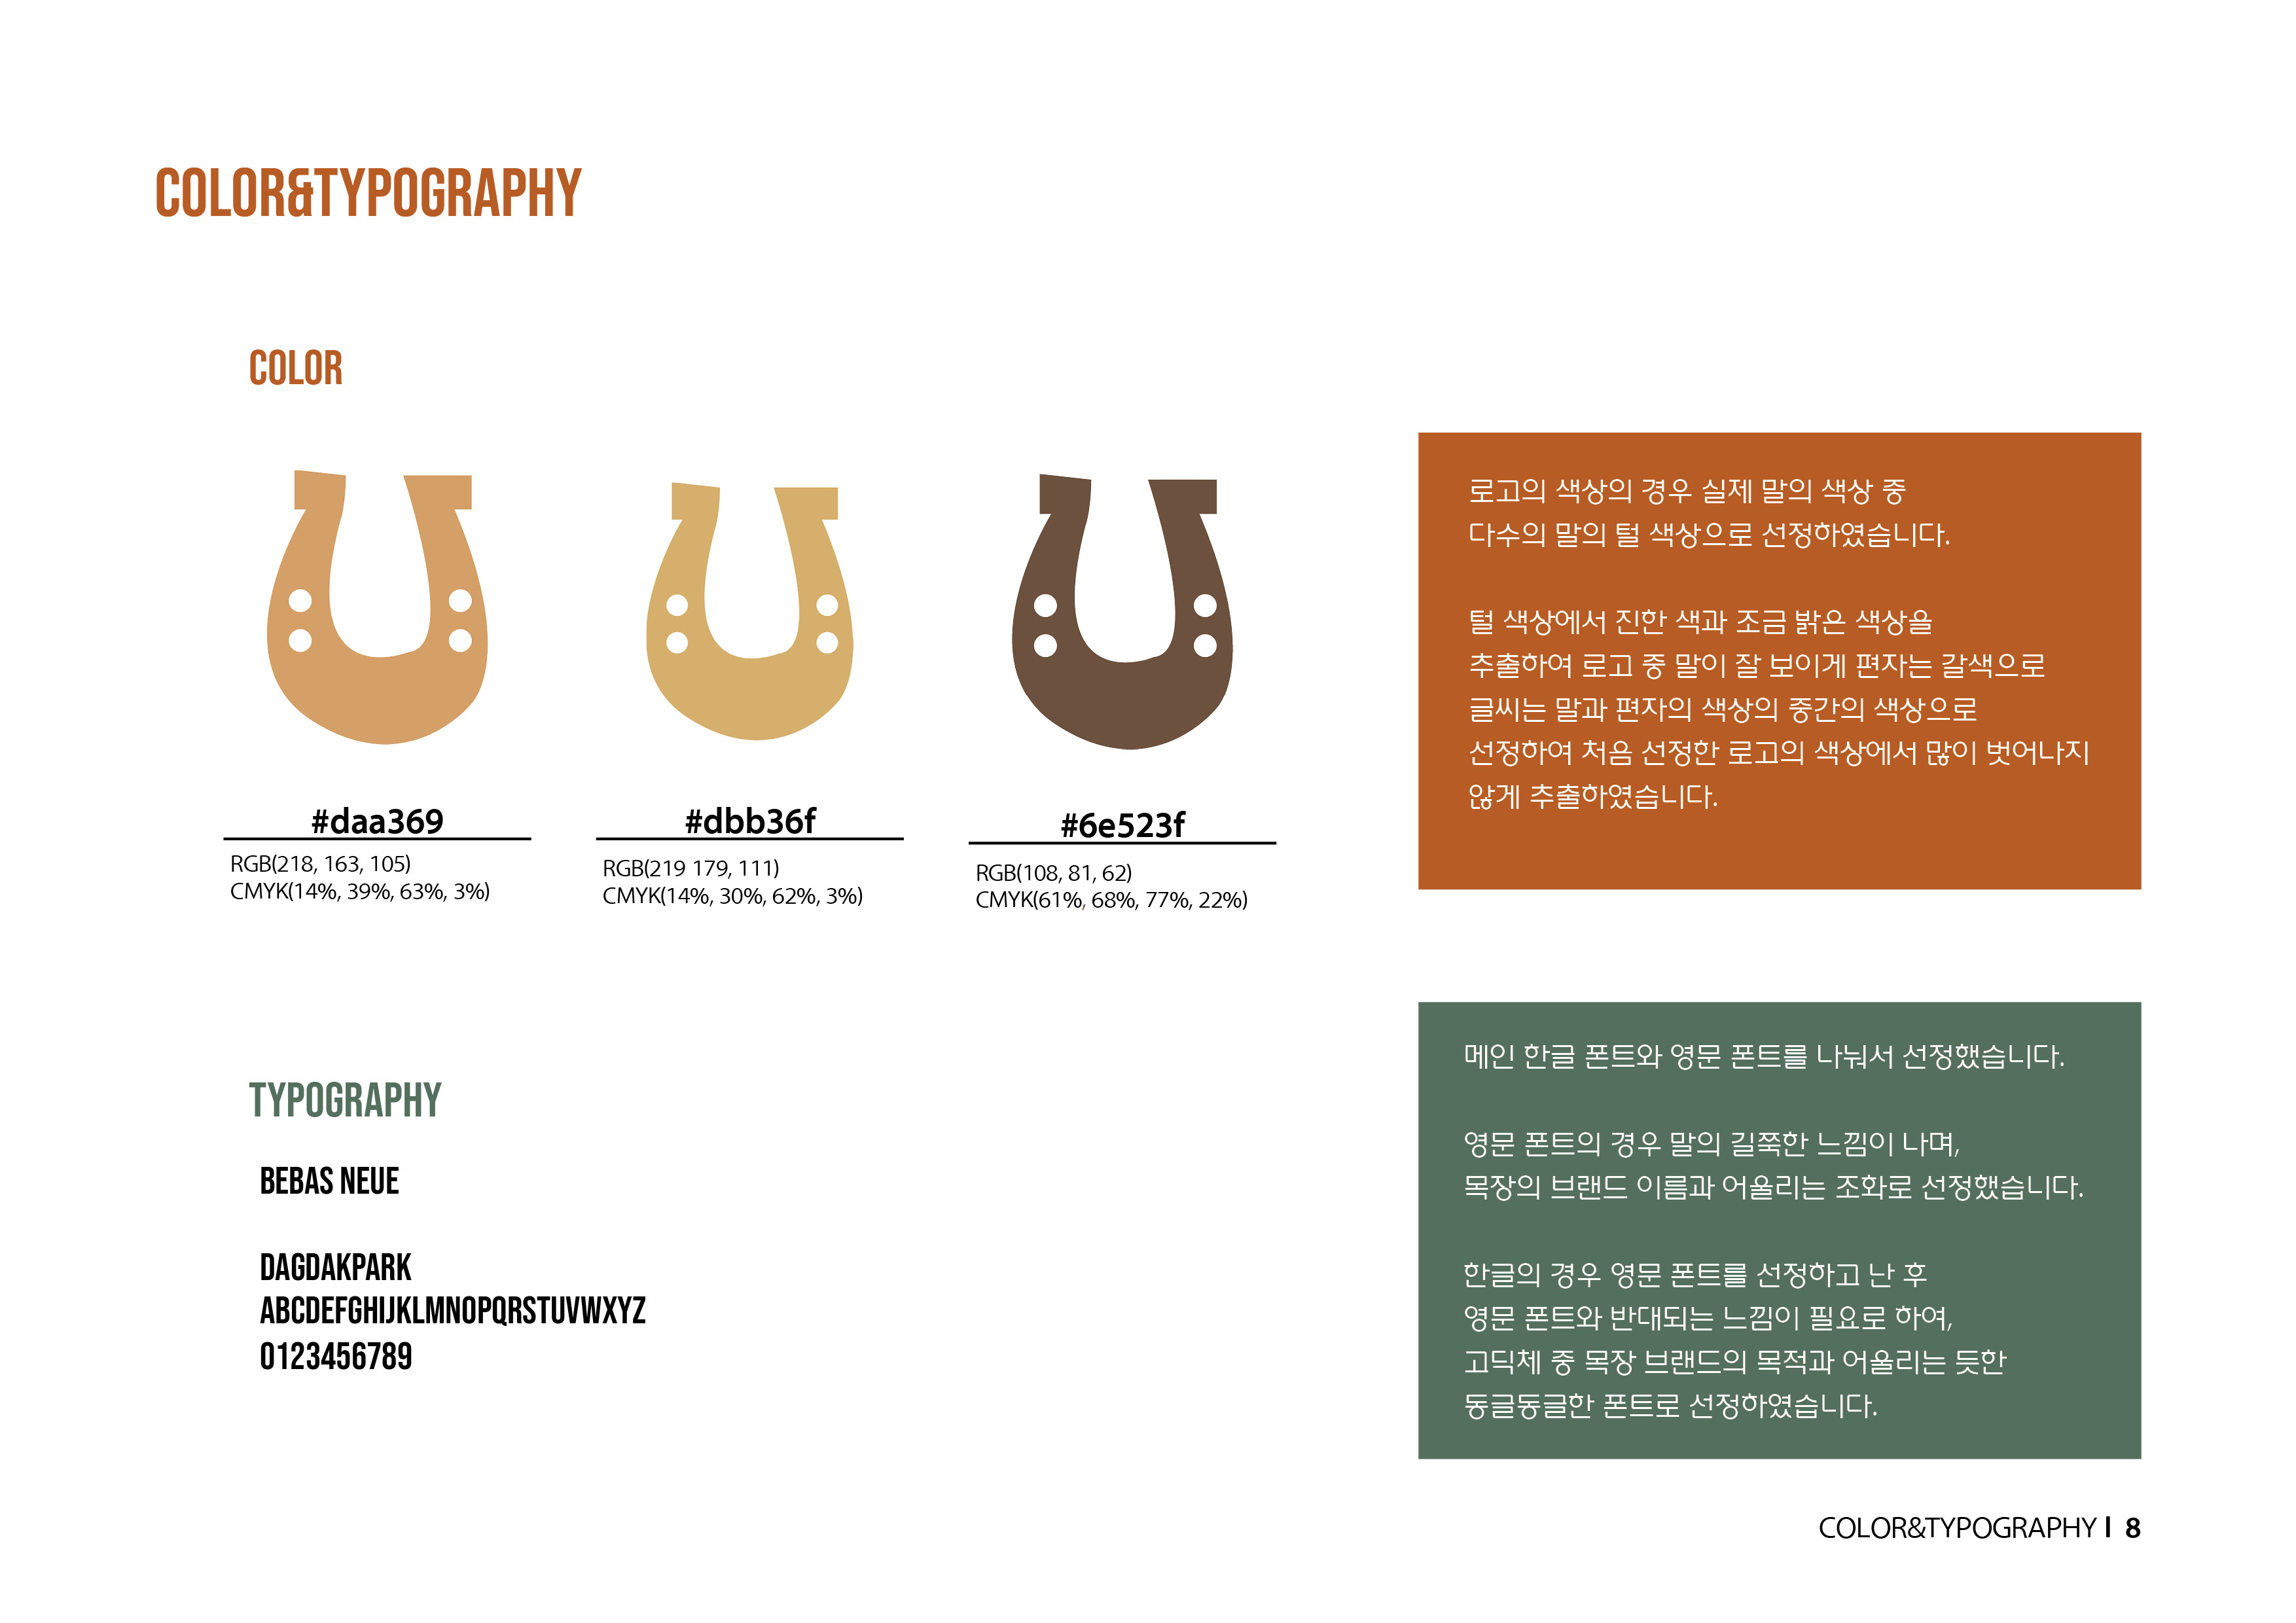 COLOR&TYPOGRAPHY
COLOR
#daa369
RGB(218, 163, 105)
CMYK(14%, 39%, 63%, 3%)
#dbb36f
RGB(219 179, 111)
CMYK(14%, 30%, 62%, 3%)
#6e523f
RGB(108, 81, 62)
CMYK(61%, 68%, 77%, 22%)
로고의 색상의 경우 실제 말의 색상 중
다수의 말의 털 색상으로 선정하였습니다.
털 색상에서 진한 색과 조금 밝은 색상을
추출하여 로고 중 말이 잘 보이게 편자는 갈색으로
글씨는 말과 편자의 색상의 중간의 색상으로
선정하여 처음 선정한 로고의 색상에서 많이 벗어나지
않게 추출하였습니다.
TYPOGRAPHY
BEBAS NEUE
DAGDAKPARK
ABCDEFGHIJKLMNOPQRSTUVWXYZ
0123456789
메인 한글 폰트와 영문 폰트를 나눠서 선정했습니다.
영문 폰트의 경우 말의 길쭉한 느낌이 나며,
목장의 브랜드 이름과 어울리는 조화로 선정했습니다.
한글의 경우 영문 폰트를 선정하고 난 후
영문 폰트와 반대되는 느낌이 필요로 하여,
고딕체 중 목장 브랜드의 목적과 어울리는 듯한
동글동글한 폰트로 선정하였습니다.
COLOR&TYPOGRAPHY | 8